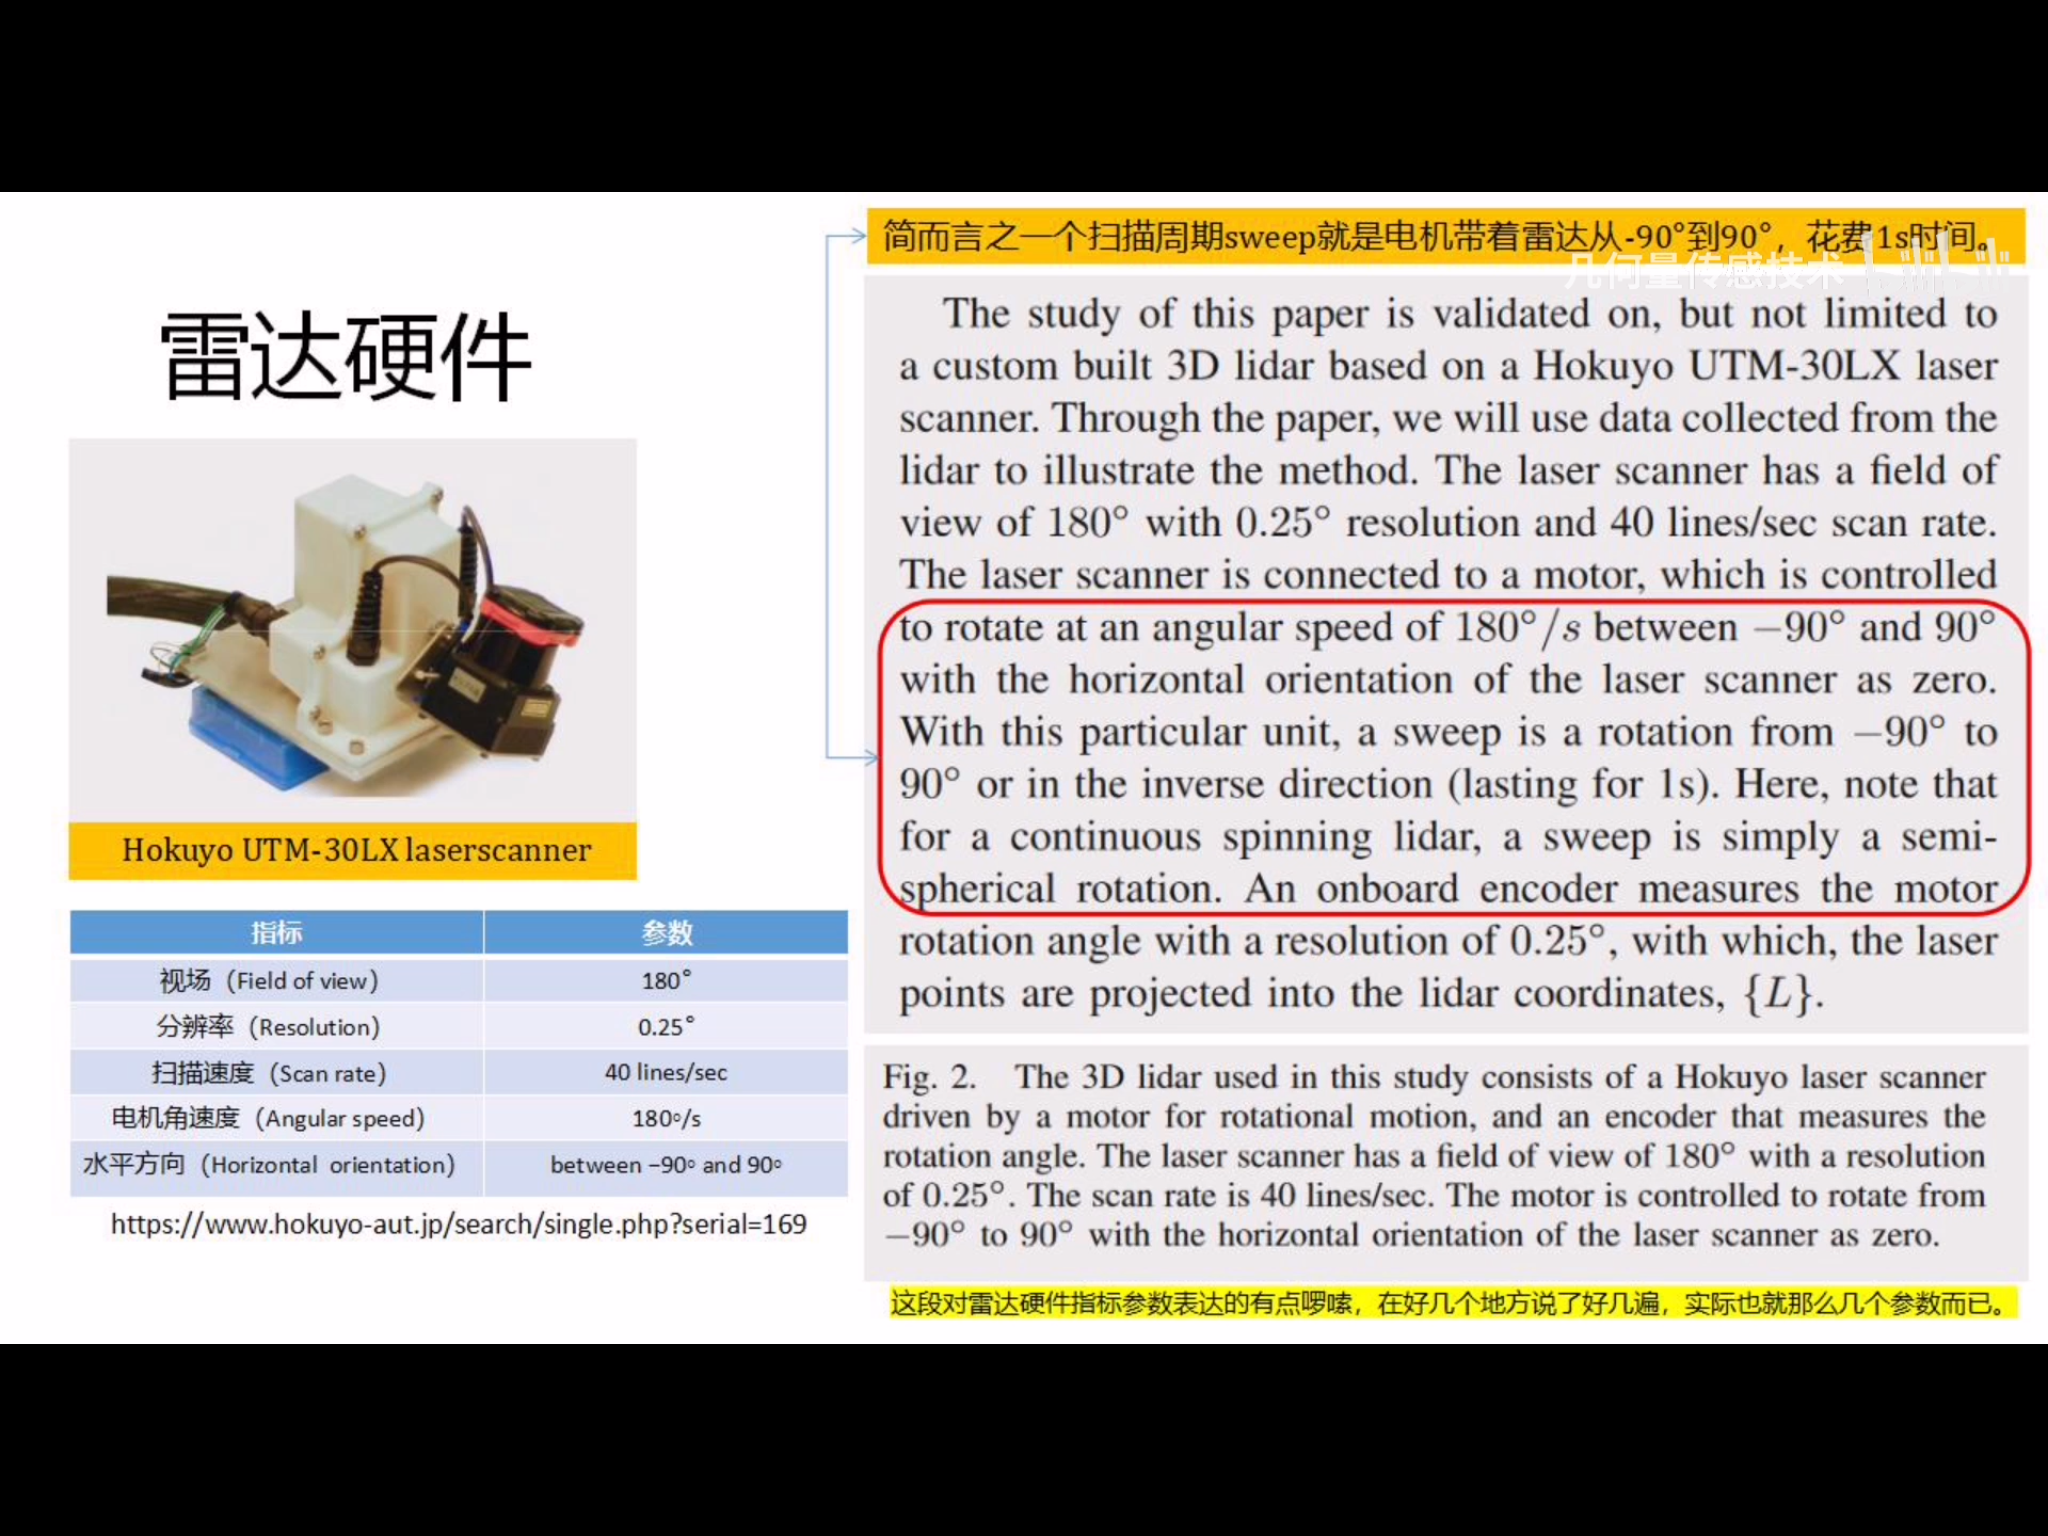 雷达硬件
Hokuyo UTM-30LX laserscanner
指标 参数
视场（Field of view） 180°
分辨率（Resolution） 0.25°
扫描速度（Scan rate） 40 lines/sec
电机角速度（Angular speed） 180°/s
水平方向（Horizontal orientation） between −90° and 90°
https://www.hokuyo-aut.jp/search/single.php?serial=169
简而言之一个扫描周期sweep就是电机带着雷达从-90°到90°，花费1s时间。
几何量传感技术 bilibili
The study of this paper is validated on, but not limited to
a custom built 3D lidar based on a Hokuyo UTM-30LX laser
scanner. Through the paper, we will use data collected from the
lidar to illustrate the method. The laser scanner has a field of
view of 180° with 0.25° resolution and 40 lines/sec scan rate.
The laser scanner is connected to a motor, which is controlled
to rotate at an angular speed of 180°/s between −90° and 90°
with the horizontal orientation of the laser scanner as zero.
With this particular unit, a sweep is a rotation from −90° to
90° or in the inverse direction (lasting for 1s). Here, note that
for a continuous spinning lidar, a sweep is simply a semi-
spherical rotation. An onboard encoder measures the motor
rotation angle with a resolution of 0.25°, with which, the laser
points are projected into the lidar coordinates, {L}.
Fig. 2. The 3D lidar used in this study consists of a Hokuyo laser scanner
driven by a motor for rotational motion, and an encoder that measures the
rotation angle. The laser scanner has a field of view of 180° with a resolution
of 0.25°. The scan rate is 40 lines/sec. The motor is controlled to rotate from
−90° to 90° with the horizontal orientation of the laser scanner as zero.
这段对雷达硬件指标参数表达的有点啰嗦，在好几个地方说了好几遍，实际也就那么几个参数而已。